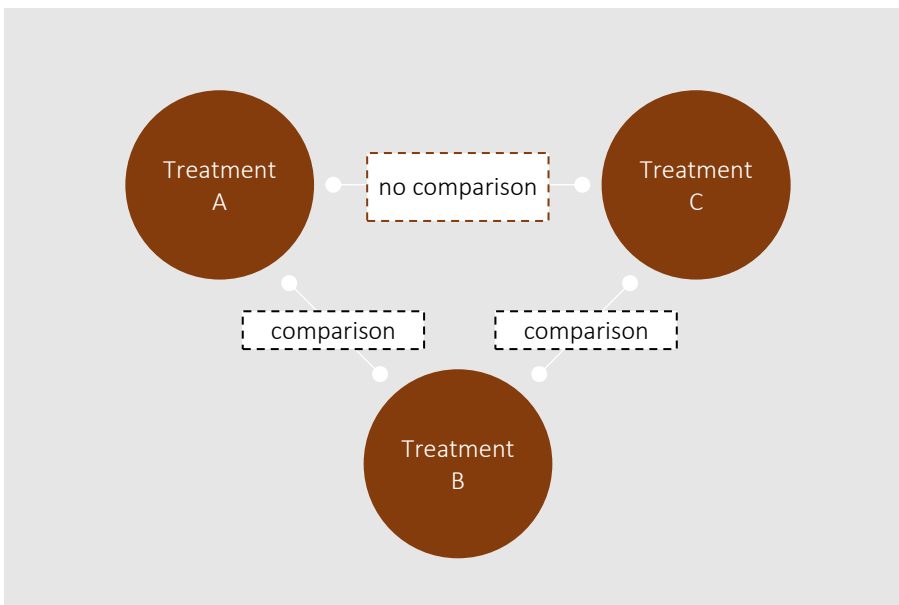 Treatment
A
no comparison
Treatment
C
comparison
comparison
Treatment
B